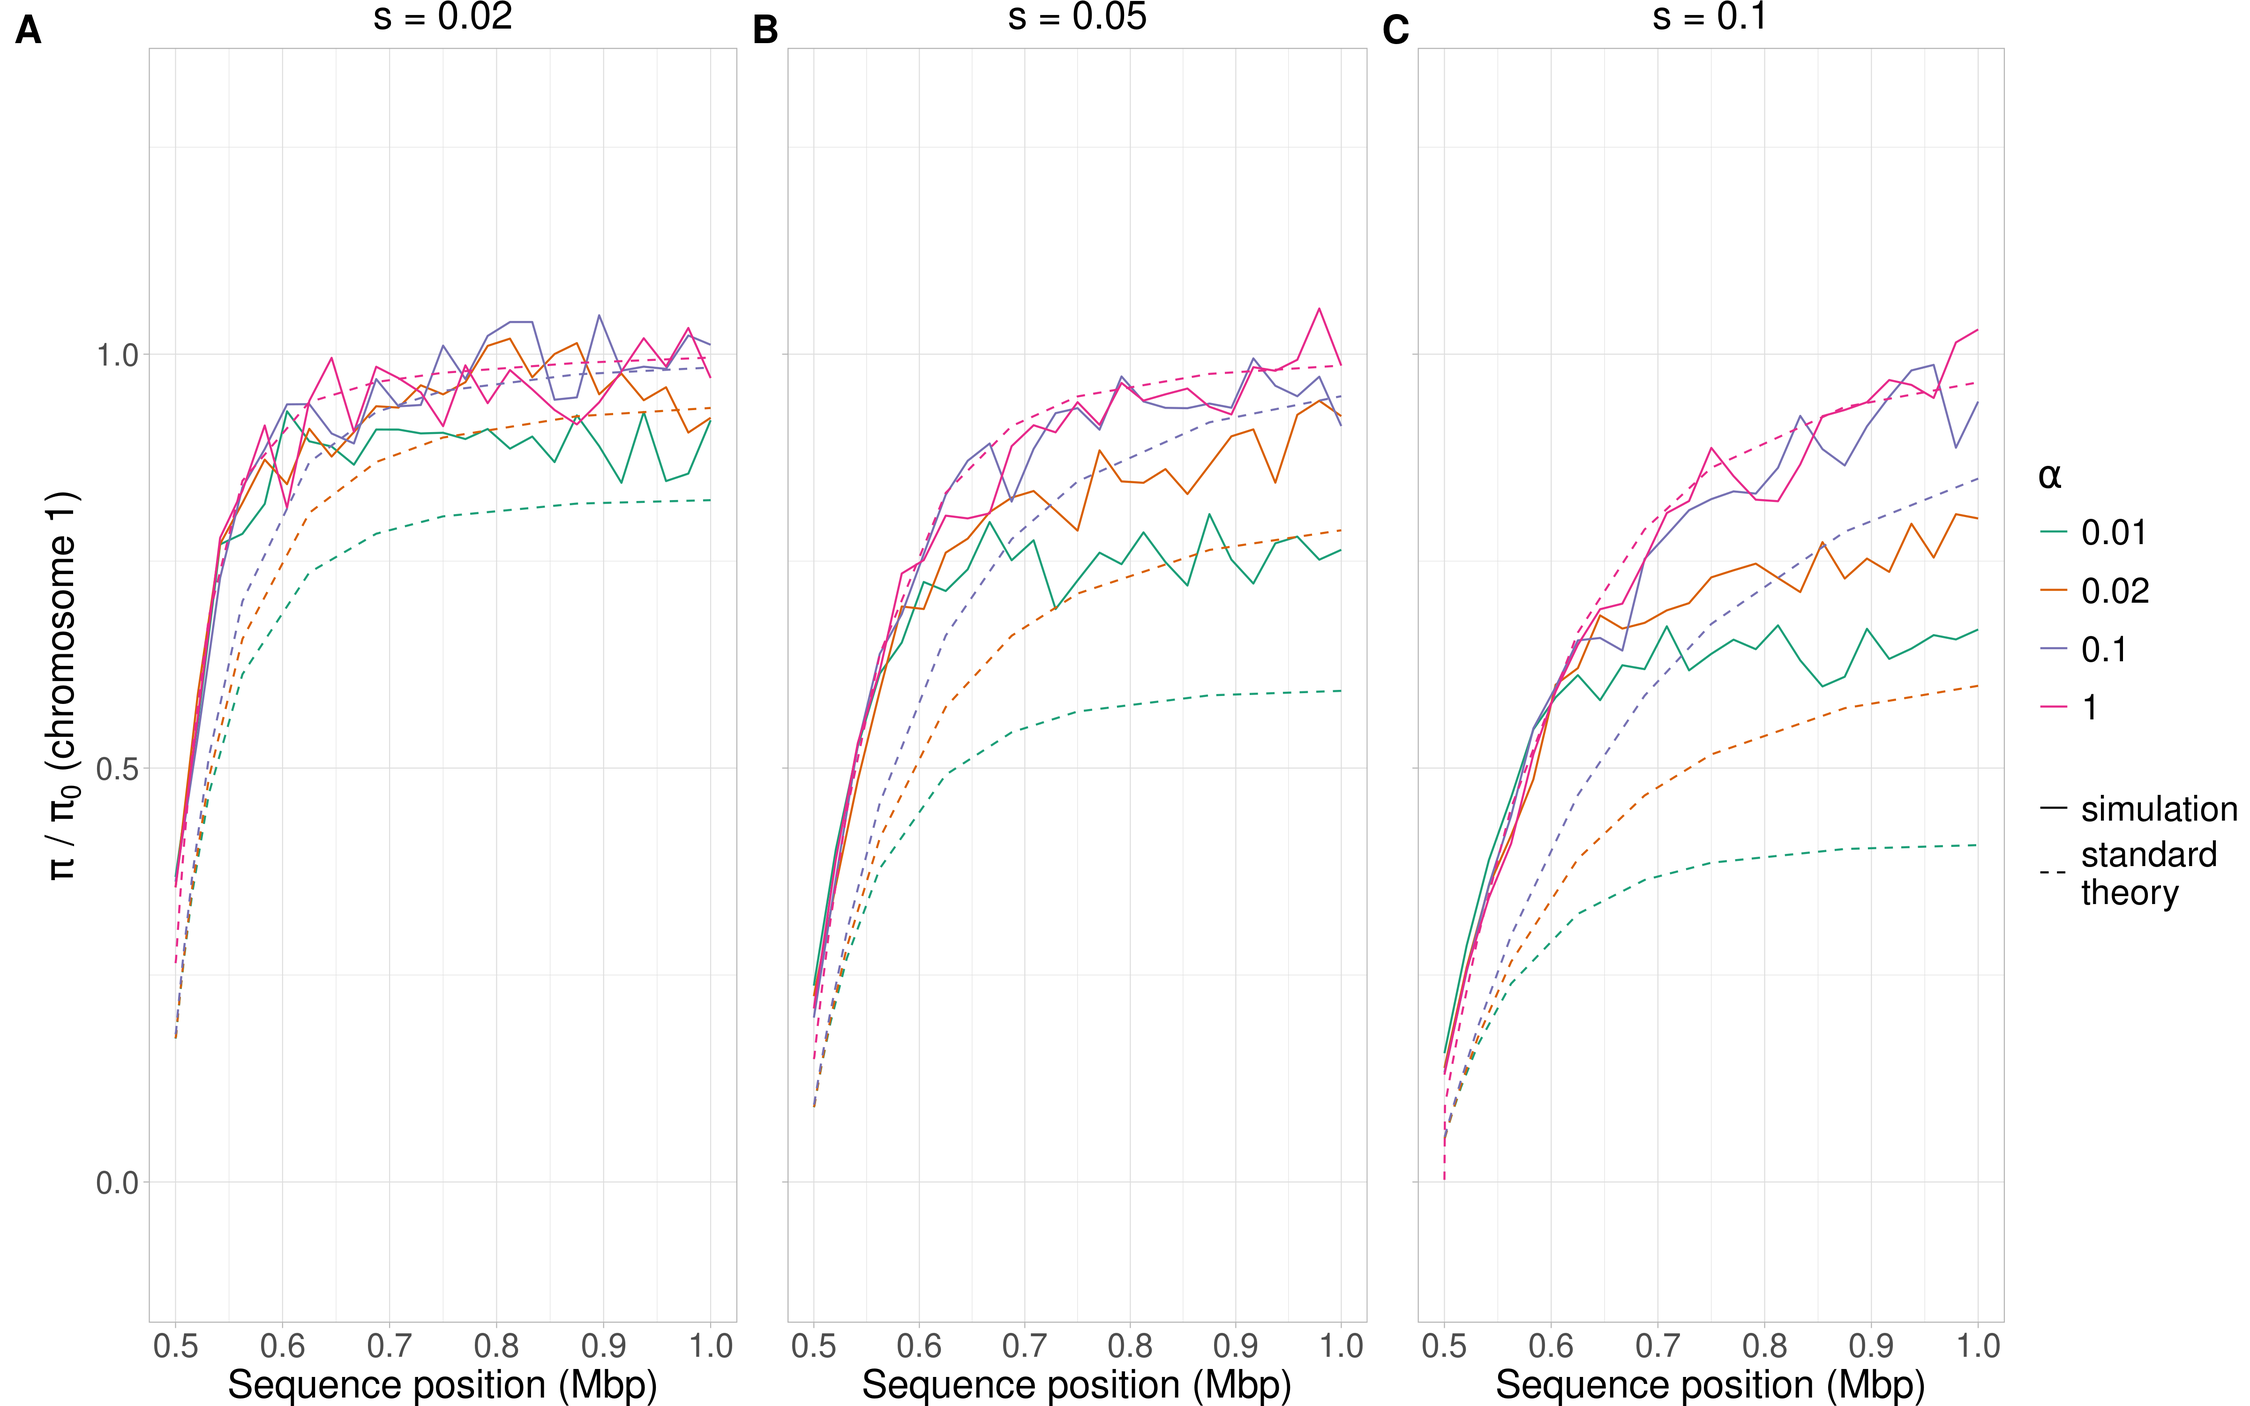 A
s = 0.02
B
s = 0.05
C
s = 0.1
π / π0 (chromosome 1)
1.0
0.5
0.0
0.5 0.6 0.7 0.8 0.9 1.0
0.5 0.6 0.7 0.8 0.9 1.0
0.5 0.6 0.7 0.8 0.9 1.0
Sequence position (Mbp)
Sequence position (Mbp)
Sequence position (Mbp)
α
0.01
0.02
0.1
1
simulation
standard
theory